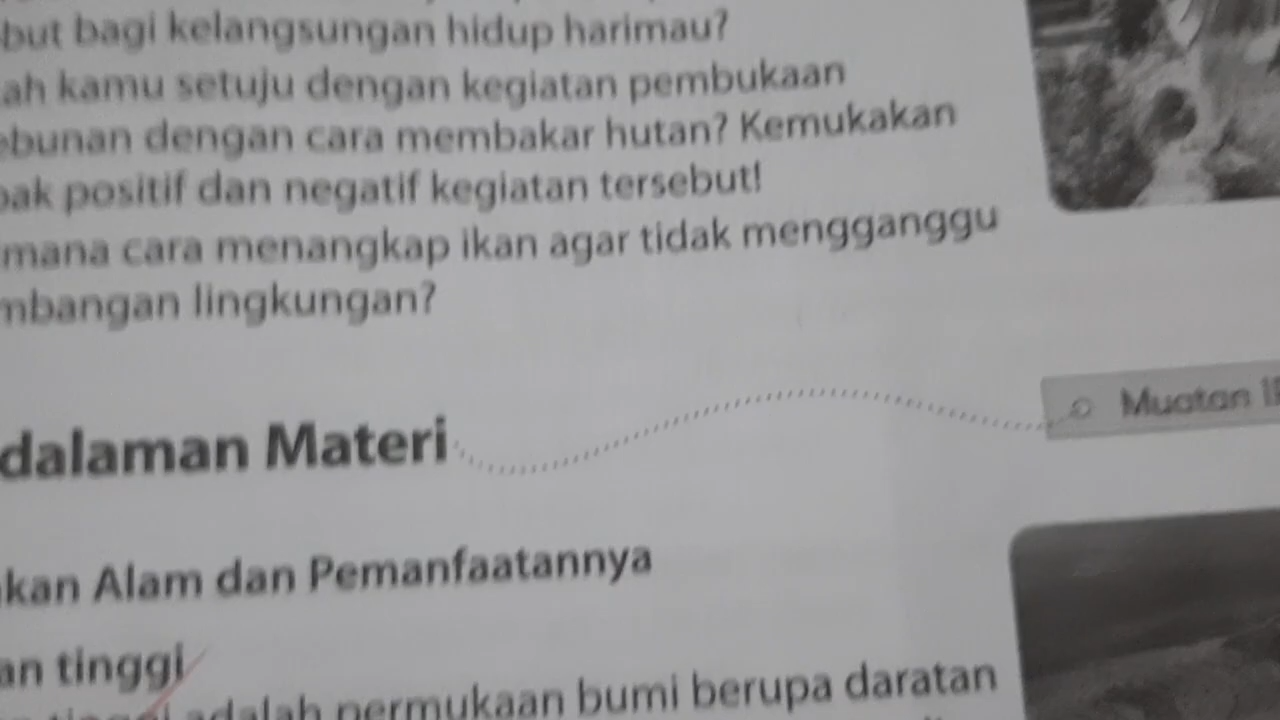 but bagi kelangsungan hidup harimau?
ah kamu setuju dengan kegiatan pembukaan
ebunan dengan cara membakar hutan? Kemukakan
pak positif dan negatif kegiatan tersebut!
mana cara menangkap ikan agar tidak mengganggu
mbangan lingkungan?
Muatan
dalaman Materi
kan Alam dan Pemanfaatannya
an tinggi
tinggi adalah permukaan bumi berupa daratan